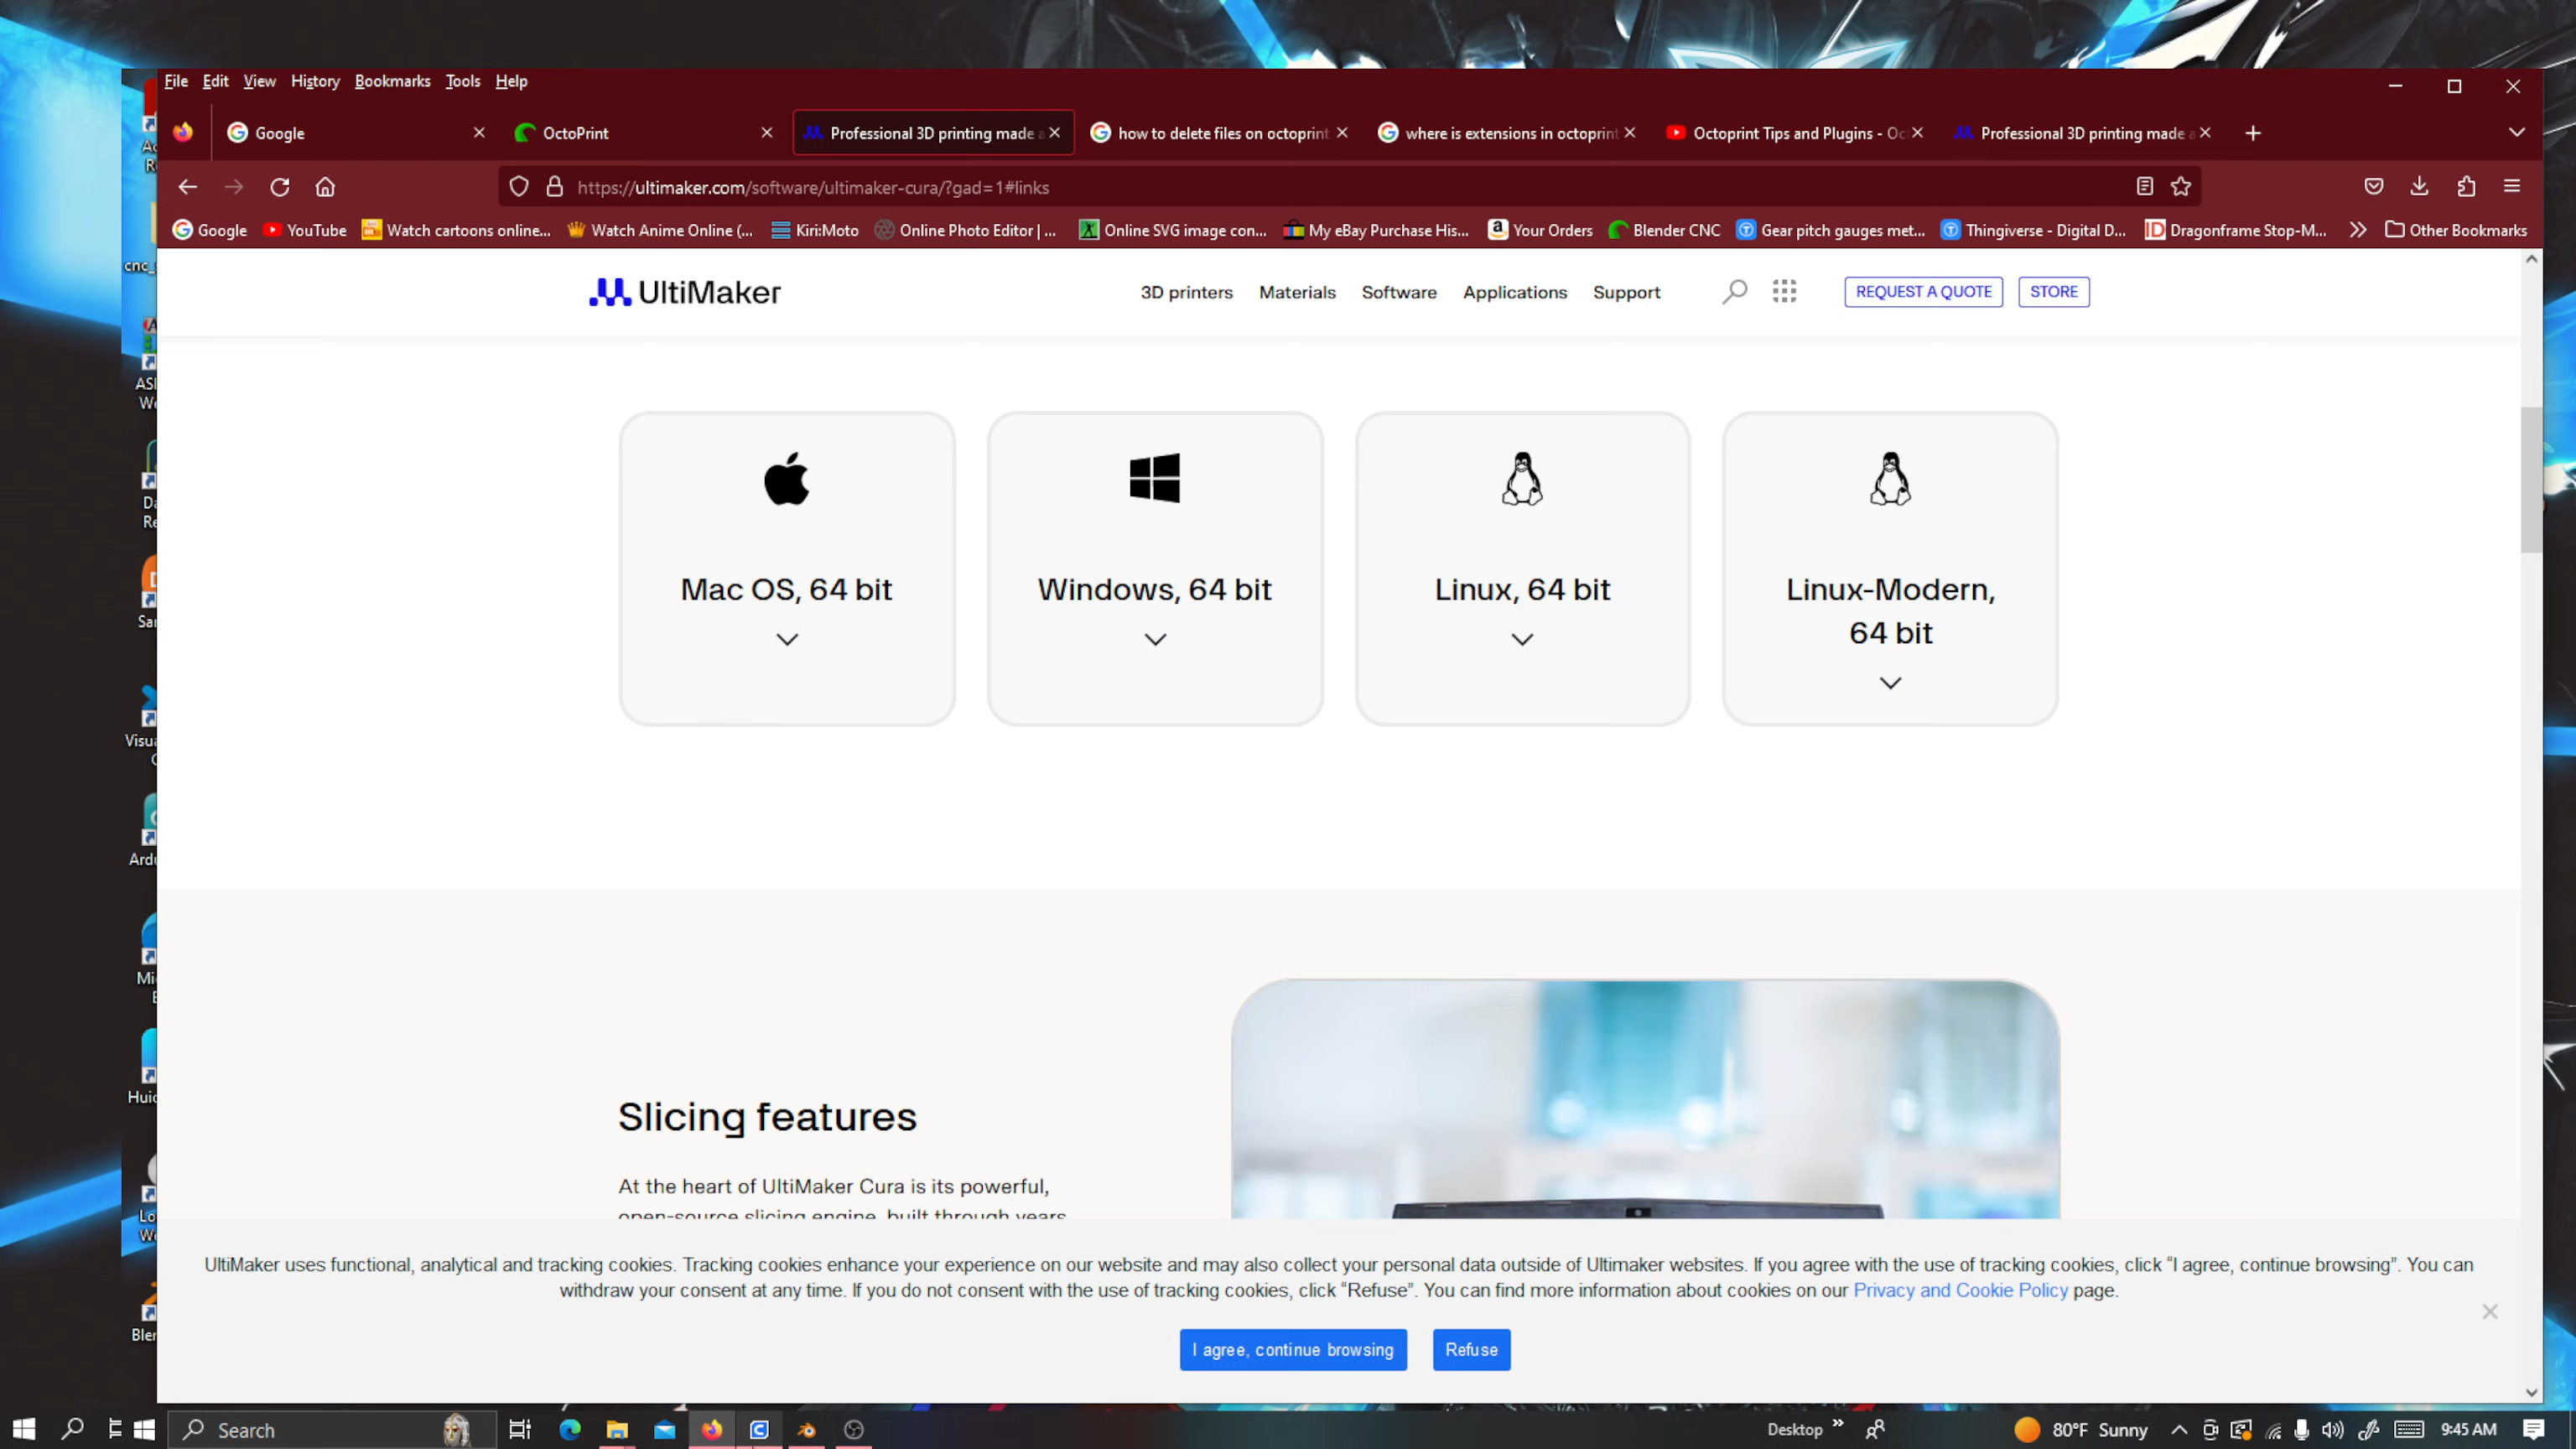 File Edit View History Bookmarks Tools Help
Google
OctoPrint
Professional 3D printing made a
how to delete files on octoprint
where is extensions in octoprint
Octoprint Tips and Plugins - Oc
Professional 3D printing made a
https://ultimaker.com/software/ultimaker-cura/?gad=1#links
Google YouTube Watch cartoons online... Watch Anime Online (... Kiri:Moto Online Photo Editor | ... Online SVG image con... My eBay Purchase His... Your Orders Blender CNC Gear pitch gauges met... Thingiverse - Digital D... Dragonframe Stop-M... Other Bookmarks
UltiMaker
3D printers Materials Software Applications Support
REQUEST A QUOTE STORE
Mac OS, 64 bit
Windows, 64 bit
Linux, 64 bit
Linux-Modern,
64 bit
Slicing features
At the heart of UltiMaker Cura is its powerful,
open-source slicing engine, built through years
UltiMaker uses functional, analytical and tracking cookies. Tracking cookies enhance your experience on our website and may also collect your personal data outside of Ultimaker websites. If you agree with the use of tracking cookies, click “I agree, continue browsing”. You can
withdraw your consent at any time. If you do not consent with the use of tracking cookies, click “Refuse”. You can find more information about cookies on our Privacy and Cookie Policy page.
I agree, continue browsing
Refuse
Search
Desktop
80°F Sunny
9:45 AM